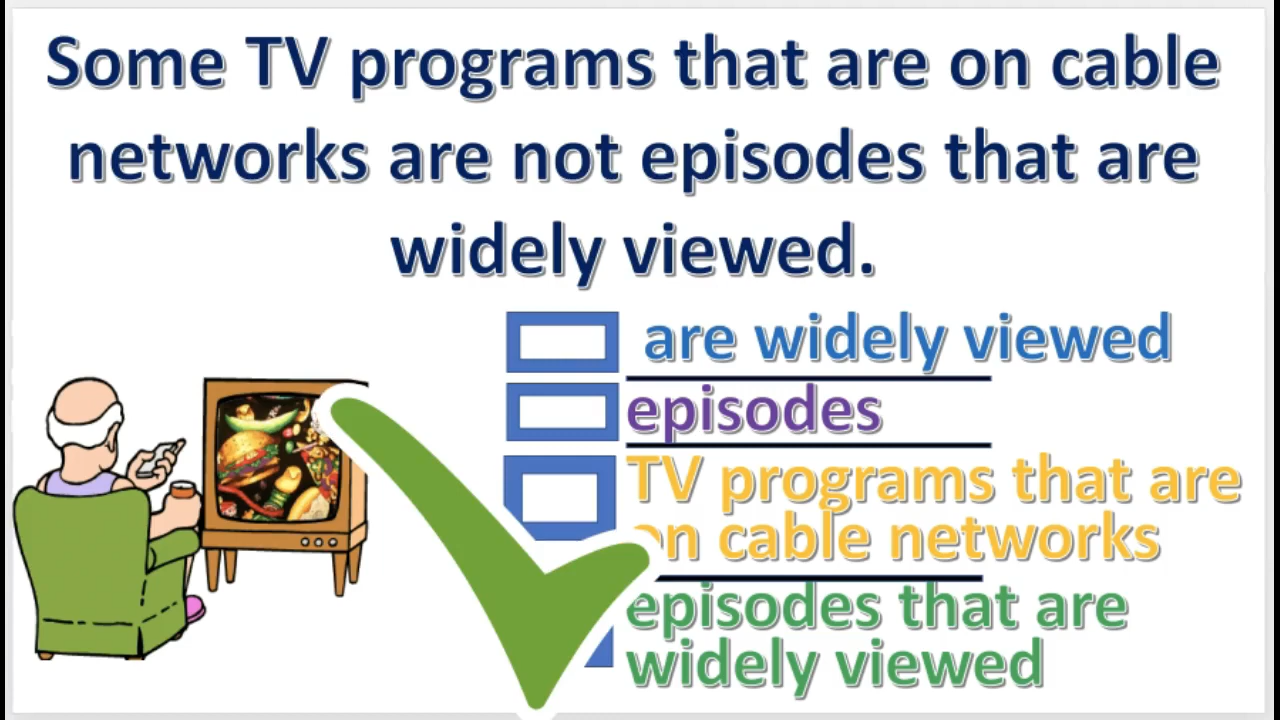 Some TV programs that are on cable
networks are not episodes that are
widely viewed.
are widely viewed
episodes
TV programs that are
on cable networks
episodes that are
widely viewed